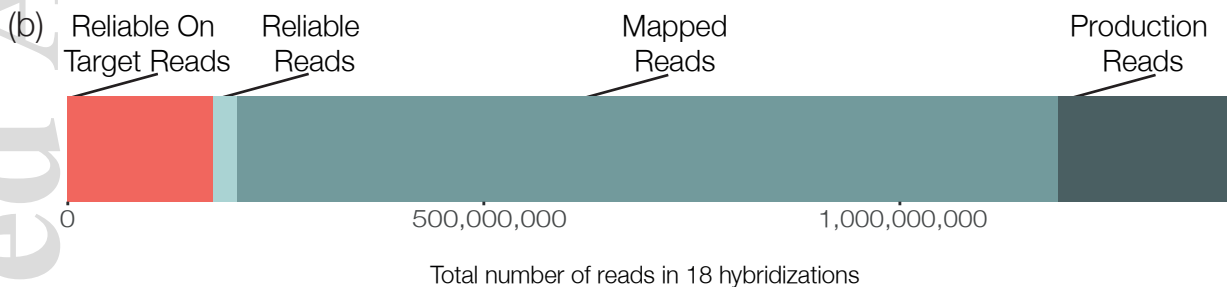 (b)
Reliable On
Target Reads
Reliable
Reads
Mapped
Reads
Production
Reads
0
500,000,000
1,000,000,000
Total number of reads in 18 hybridizations
ed A